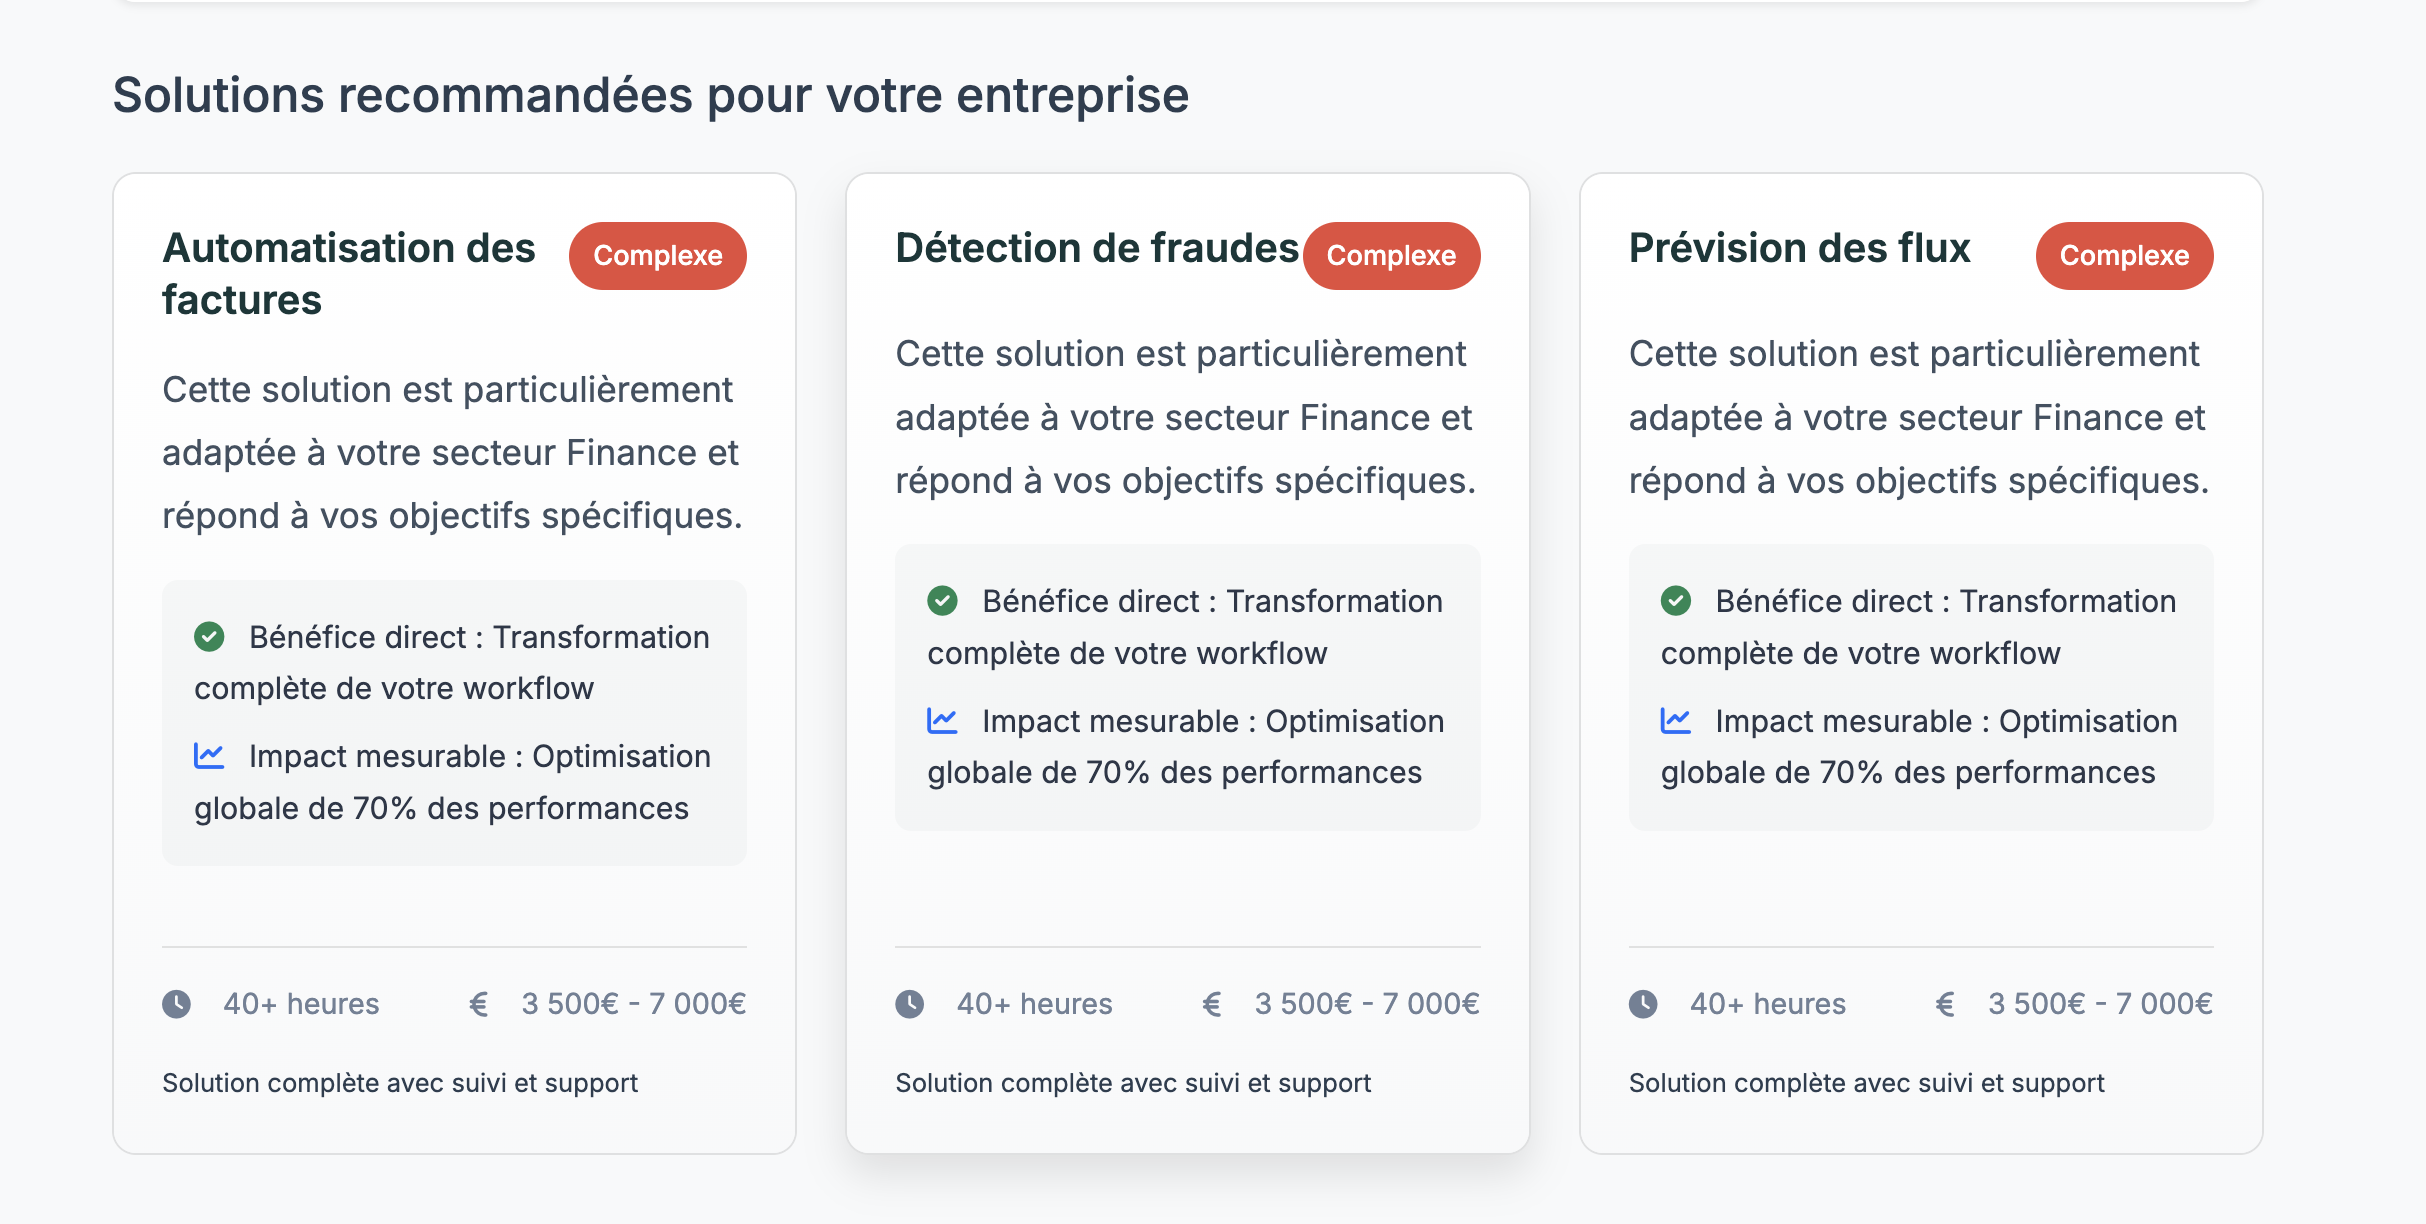 Solutions recommandées pour votre entreprise
Automatisation des
factures
Complexe
Cette solution est particulièrement
adaptée à votre secteur Finance et
répond à vos objectifs spécifiques.
Bénéfice direct : Transformation
complète de votre workflow
Impact mesurable : Optimisation
globale de 70% des performances
40+ heures
€ 3 500€ - 7 000€
Solution complète avec suivi et support
Détection de fraudes
Complexe
Cette solution est particulièrement
adaptée à votre secteur Finance et
répond à vos objectifs spécifiques.
Bénéfice direct : Transformation
complète de votre workflow
Impact mesurable : Optimisation
globale de 70% des performances
40+ heures
€ 3 500€ - 7 000€
Solution complète avec suivi et support
Prévision des flux
Complexe
Cette solution est particulièrement
adaptée à votre secteur Finance et
répond à vos objectifs spécifiques.
Bénéfice direct : Transformation
complète de votre workflow
Impact mesurable : Optimisation
globale de 70% des performances
40+ heures
€ 3 500€ - 7 000€
Solution complète avec suivi et support